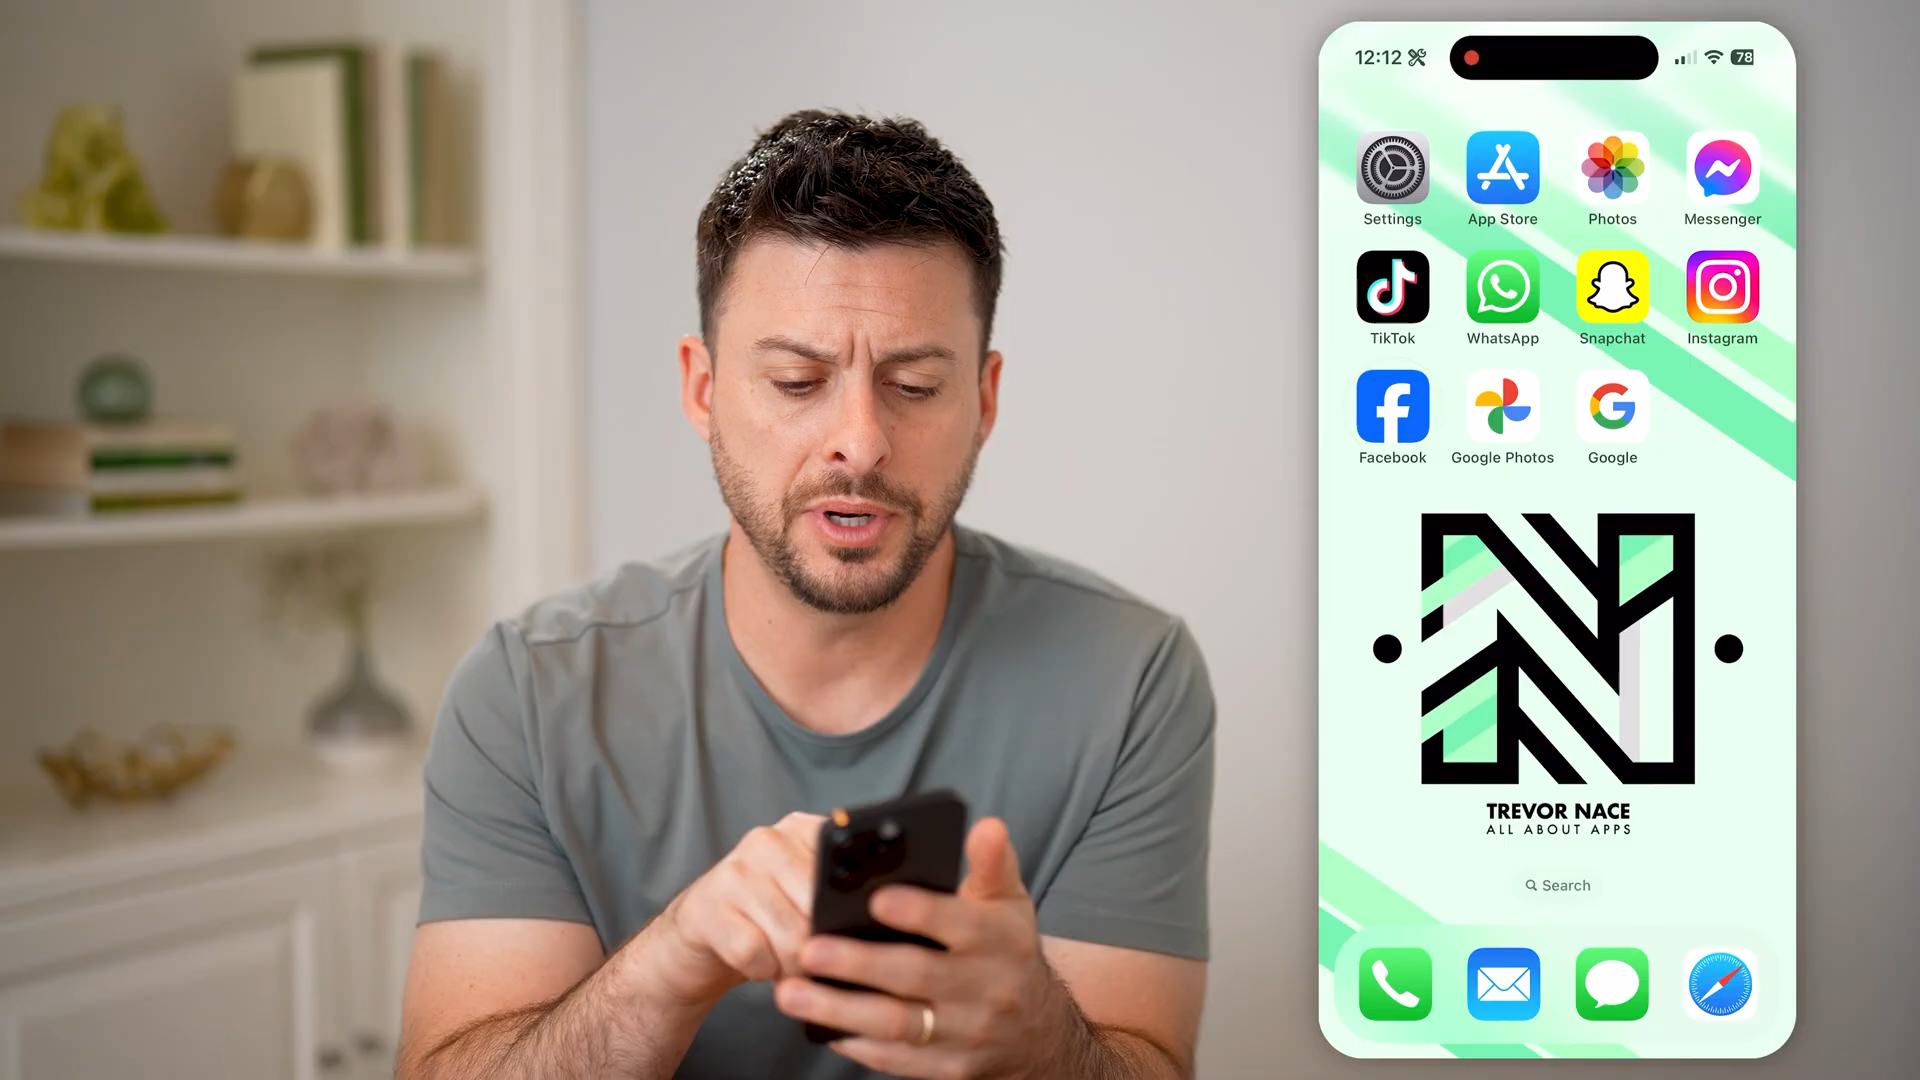 12:12 78
Settings App Store Photos Messenger
TikTok WhatsApp Snapchat Instagram
Facebook Google Photos Google
TREVOR NACE
ALL ABOUT APPS
Search